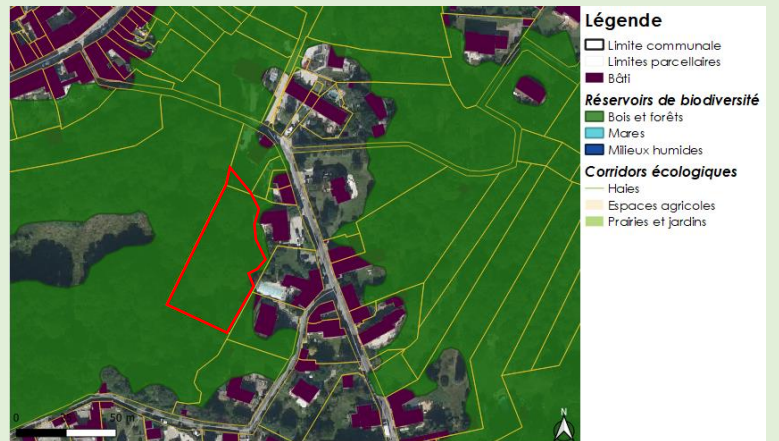 Légende
Limite communale
Limites parcellaires
Bâti
Réservoirs de biodiversité
Bois et forêts
Mares
Milieux humides
Corridors écologiques
Haies
Espaces agricoles
Prairies et jardins
N
0 50 m